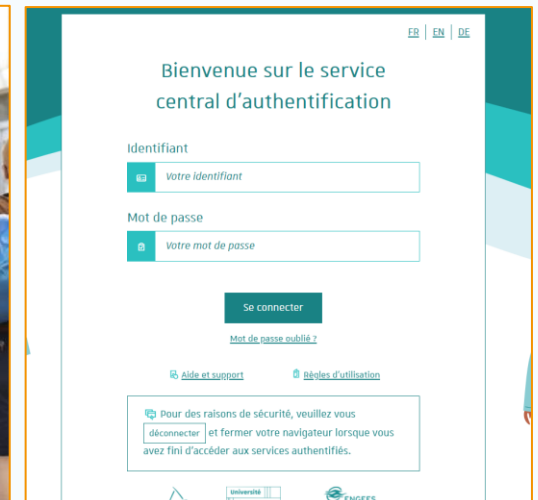 FR | EN | DE
Bienvenue sur le service
central d'authentification
Identifiant
Votre identifiant
Mot de passe
Votre mot de passe
Se connecter
Mot de passe oublié ?
Aide et support
Règles d'utilisation
Pour des raisons de sécurité, veuillez vous
déconnecter et fermer votre navigateur lorsque vous
avez fini d'accéder aux services authentifiés.
Université
ENGEES